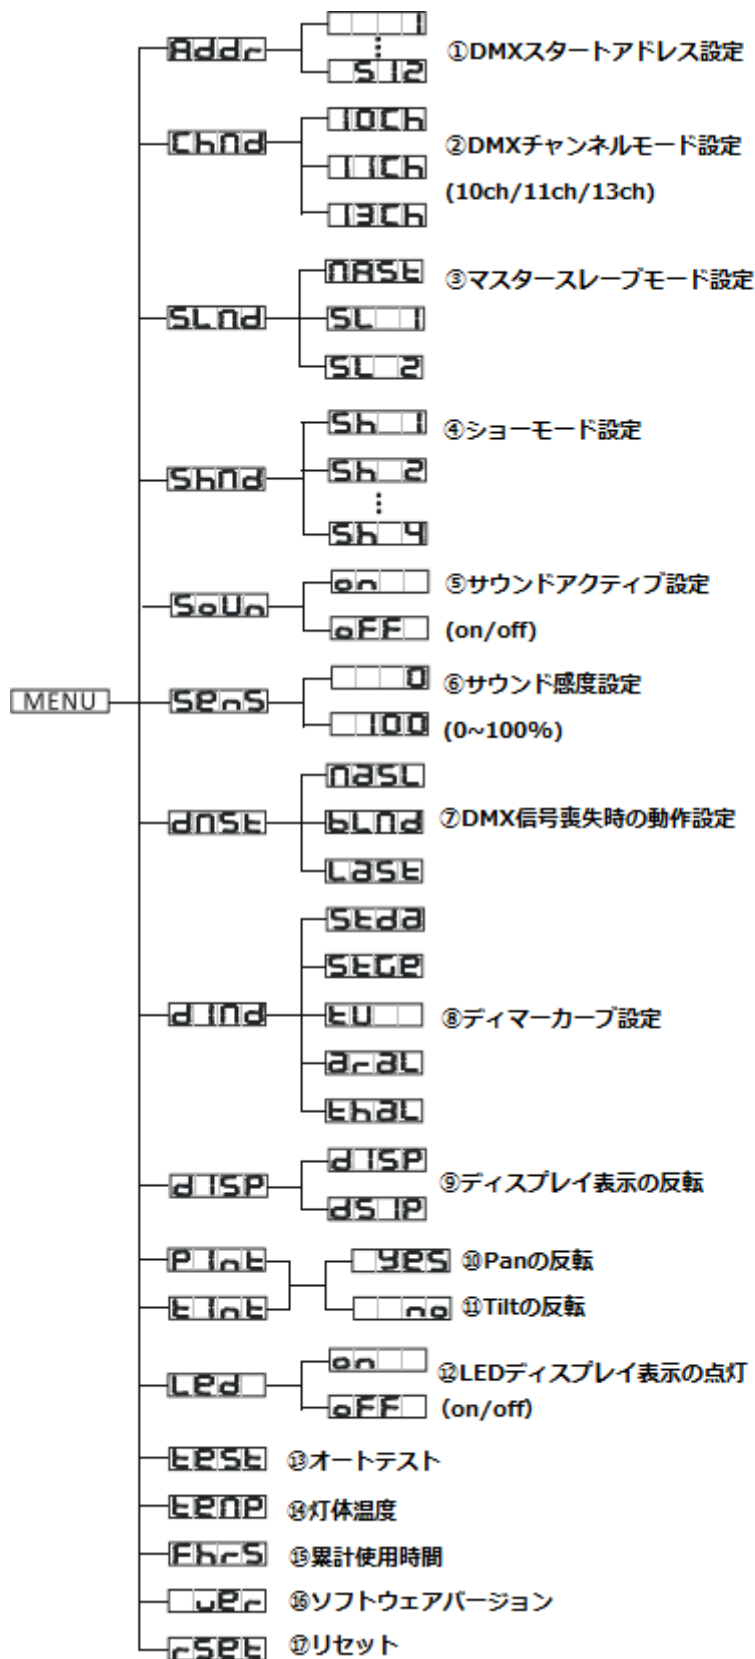 Addr
1
512
①DMXスタートアドレス設定
ChMd
10Ch
11Ch
13Ch
②DMXチャンネルモード設定
(10ch/11ch/13ch)
SLMd
MASt
SL 1
SL 2
③マスタースレーブモード設定
ShMd
Sh 1
Sh 2
Sh 4
④ショーモード設定
SoUn
on
oFF
⑤サウンドアクティブ設定
(on/off)
MENU
SenS
0
100
⑥サウンド感度設定
(0~100%)
dMSt
MaSL
bLMd
LaSt
⑦DMX信号喪失時の動作設定
dIMd
Stda
StGe
tU
araL
thaL
⑧ディマーカーブ設定
dISP
dISP
dSIP
⑨ディスプレイ表示の反転
PInt
tInt
yes
no
⑩Panの反転
⑪Tiltの反転
Led
on
oFF
⑫LEDディスプレイ表示の点灯
(on/off)
teSt
⑬オートテスト
teMP
⑭灯体温度
FhrS
⑮累計使用時間
ver
⑯ソフトウェアバージョン
rSet
⑰リセット